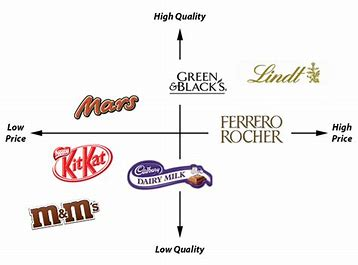 High Quality
GREEN
&BLACK'S.
Lindt
Mars
Low
Price
FERRERO
ROCHER
High
Price
Nestlé
KitKat
Cadbury
DAIRY MILK
m&m's
Low Quality